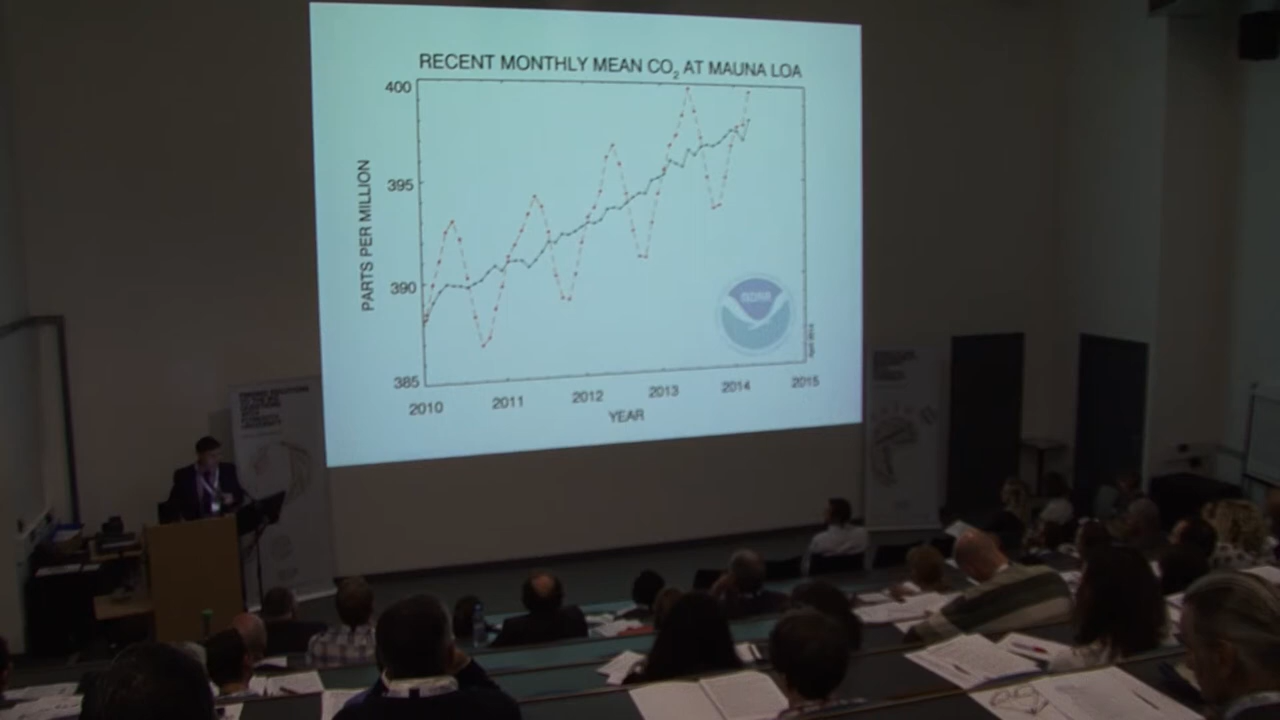 RECENT MONTHLY MEAN CO₂ AT MAUNA LOA
400
395
390
385
PARTS PER MILLION
2010 2011 2012 2013 2014 2015
YEAR
NOAA